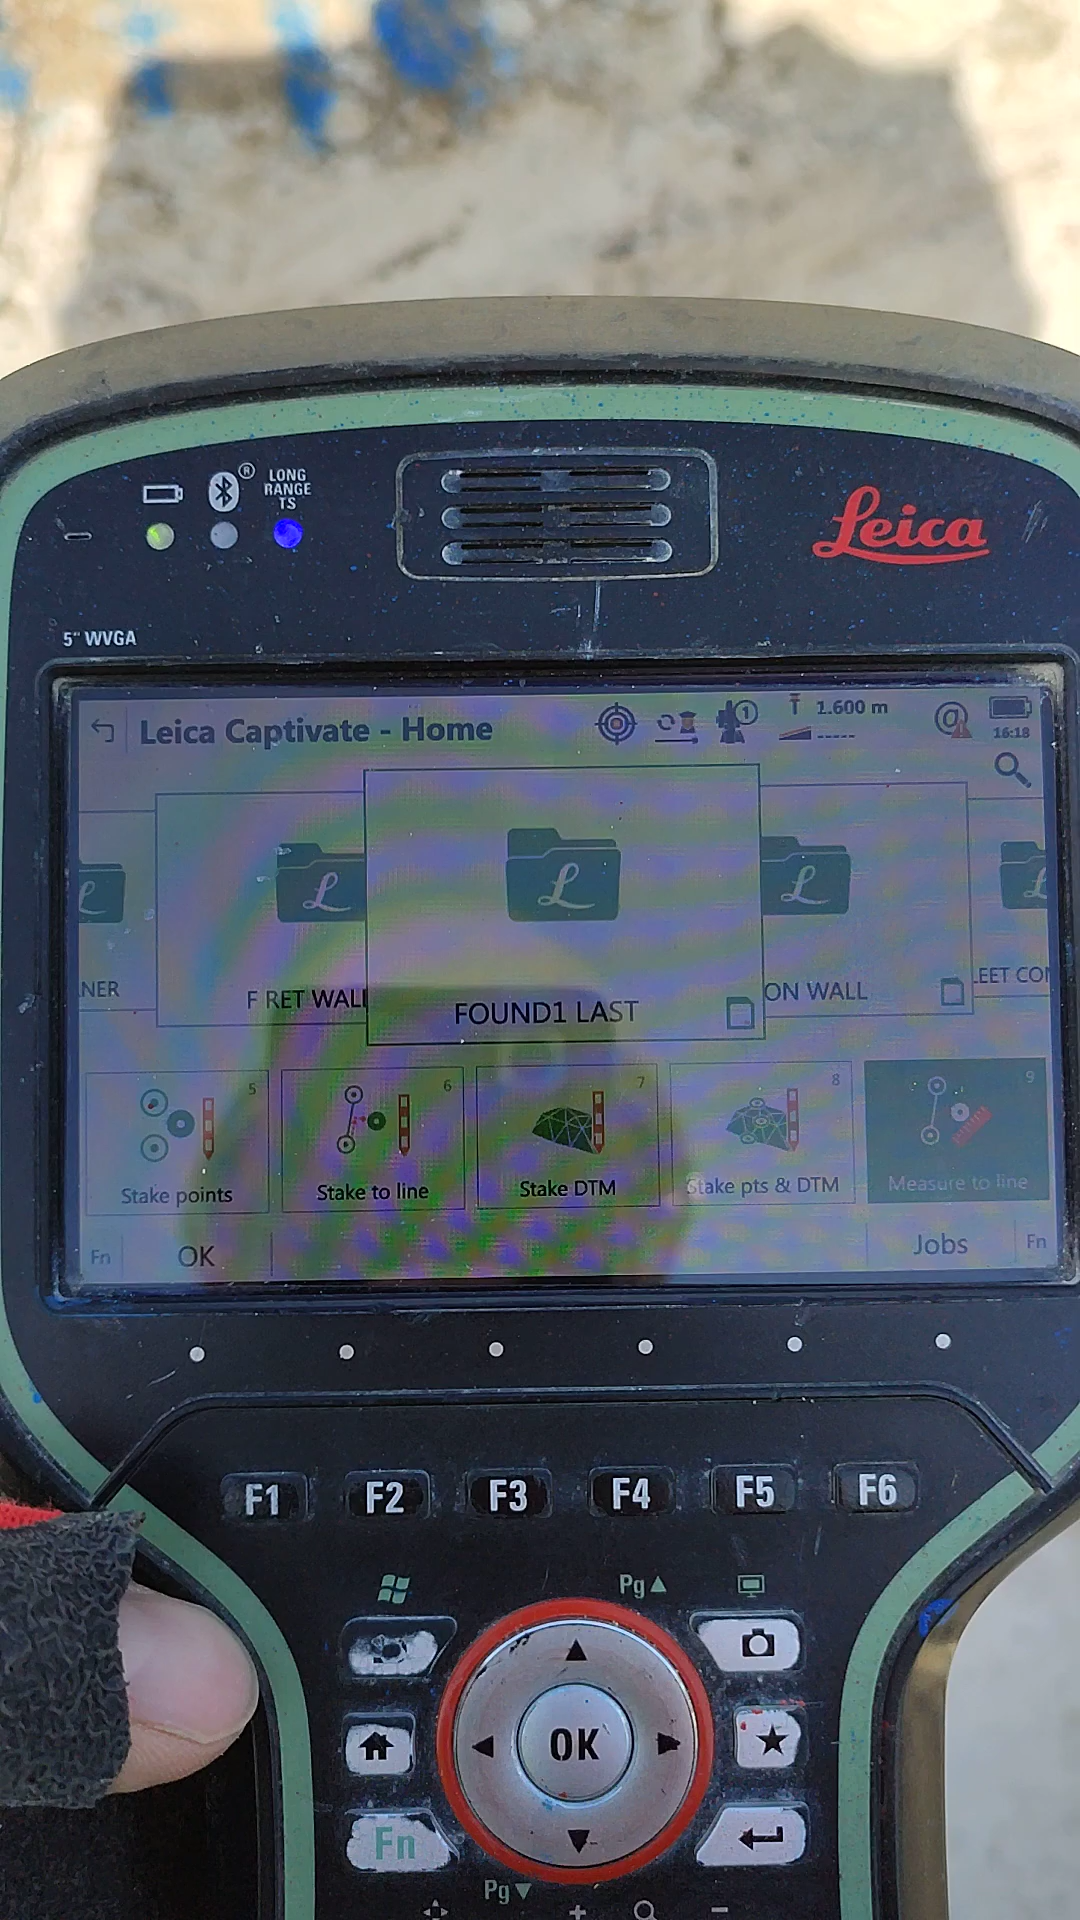 LONG
RANGE
TS
Leica
5" WVGA
Leica Captivate - Home
1
1.600 m
-----
16:18
NER
F RET WALL
FOUND1 LAST
ON WALL
LEET CO
5
6
7
8
9
Stake points
Stake to line
Stake DTM
Stake pts & DTM
Measure to line
Fn
OK
Jobs
Fn
F1
F2
F3
F4
F5
F6
Pg
OK
Fn
Pg